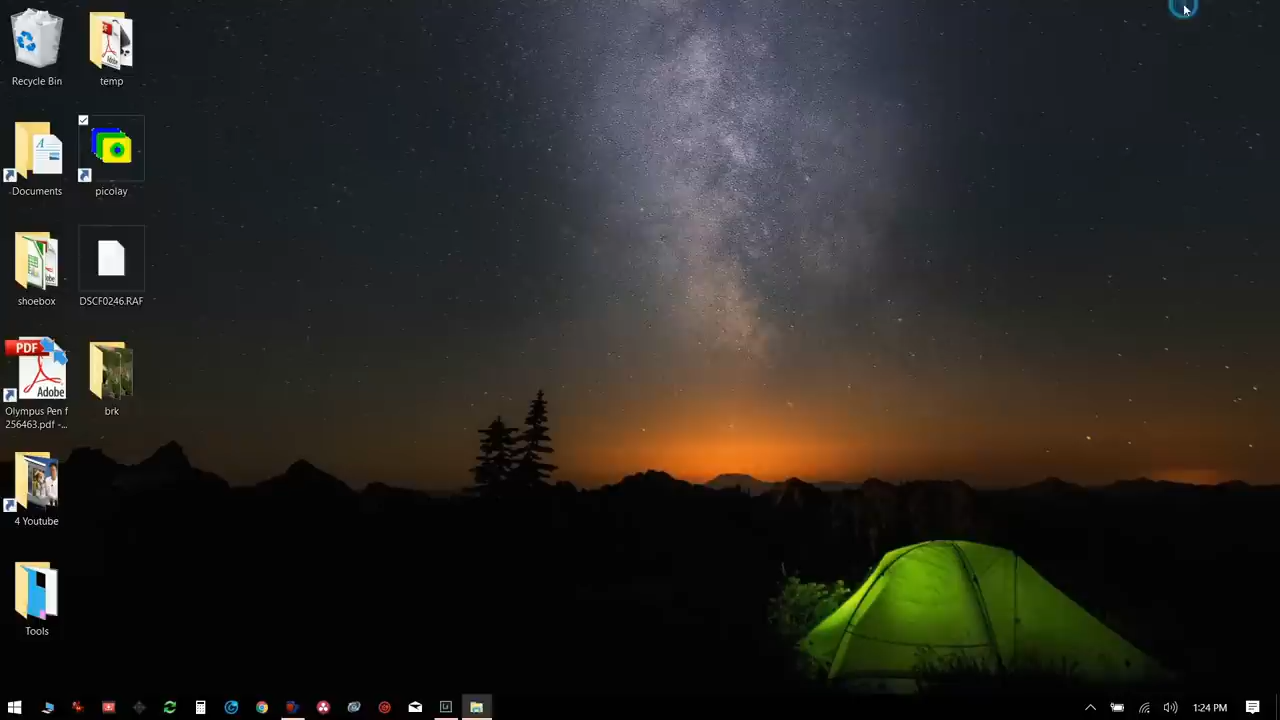 Recycle Bin
temp
Documents
picolay
shoebox
DSCF0246.RAF
PDF
Adobe
Olympus Pen f
256463.pdf -...
brk
4 Youtube
Tools
1:24 PM